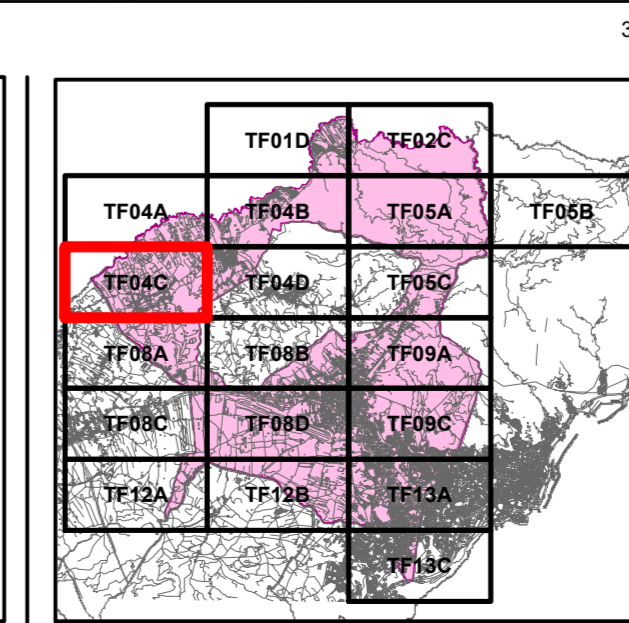 3
TF01D TF02C
TF04A TF04B TF05A TF05B
TF04C TF04D TF05C
TF08A TF08B TF09A
TF08C TF08D TF09C
TF12A TF12B TF13A
TF13C